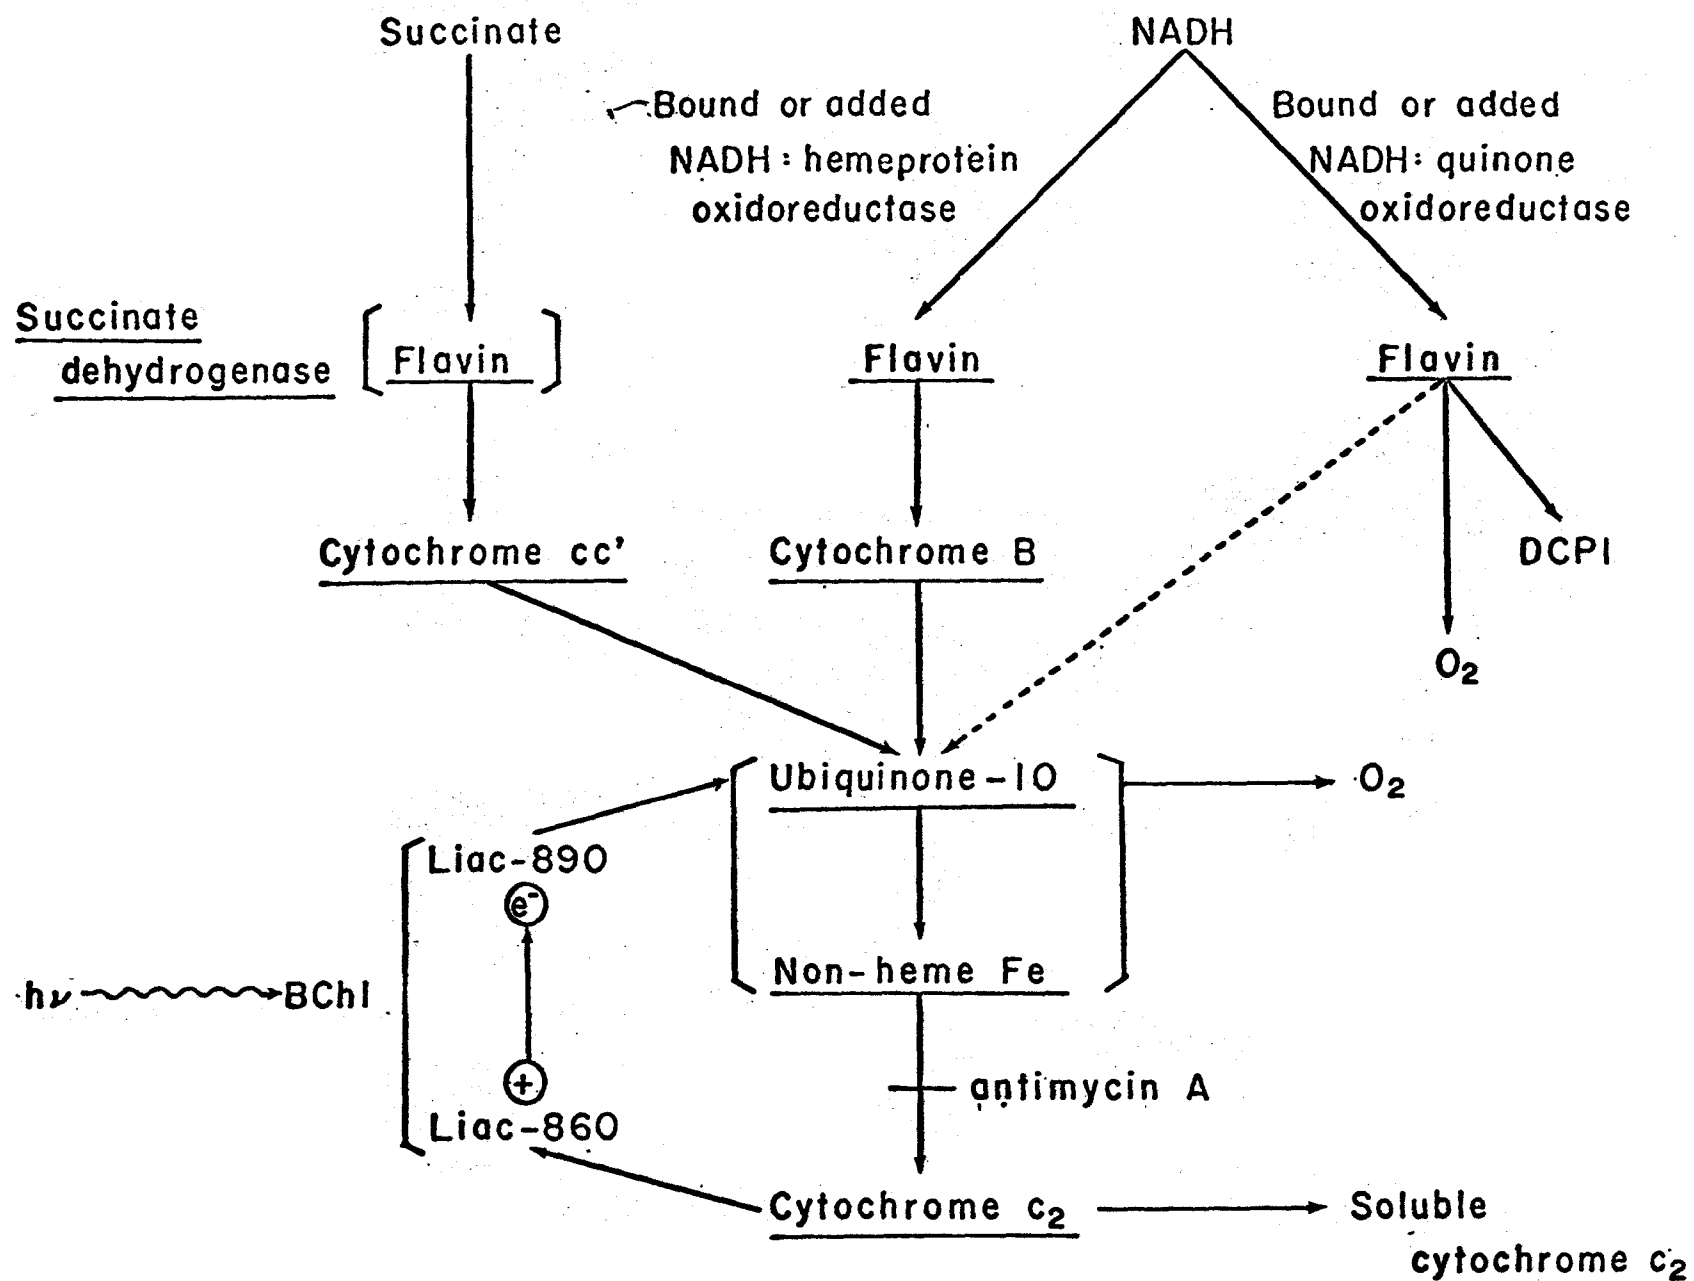 Succinate
NADH
Bound or added
NADH: hemeprotein
oxidoreductase
Bound or added
NADH: quinone
oxidoreductase
Succinate
dehydrogenase
Flavin
Flavin
Flavin
Cytochrome cc'
Cytochrome B
DCPI
O₂
Ubiquinone-10
O₂
Liac-890
e⁻
Non-heme Fe
hν
BChl
+
antimycin A
Liac-860
Cytochrome c₂
Soluble
cytochrome c₂